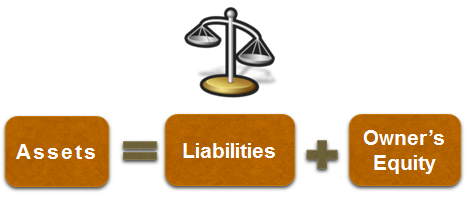 Assets = Liabilities + Owner's
Equity